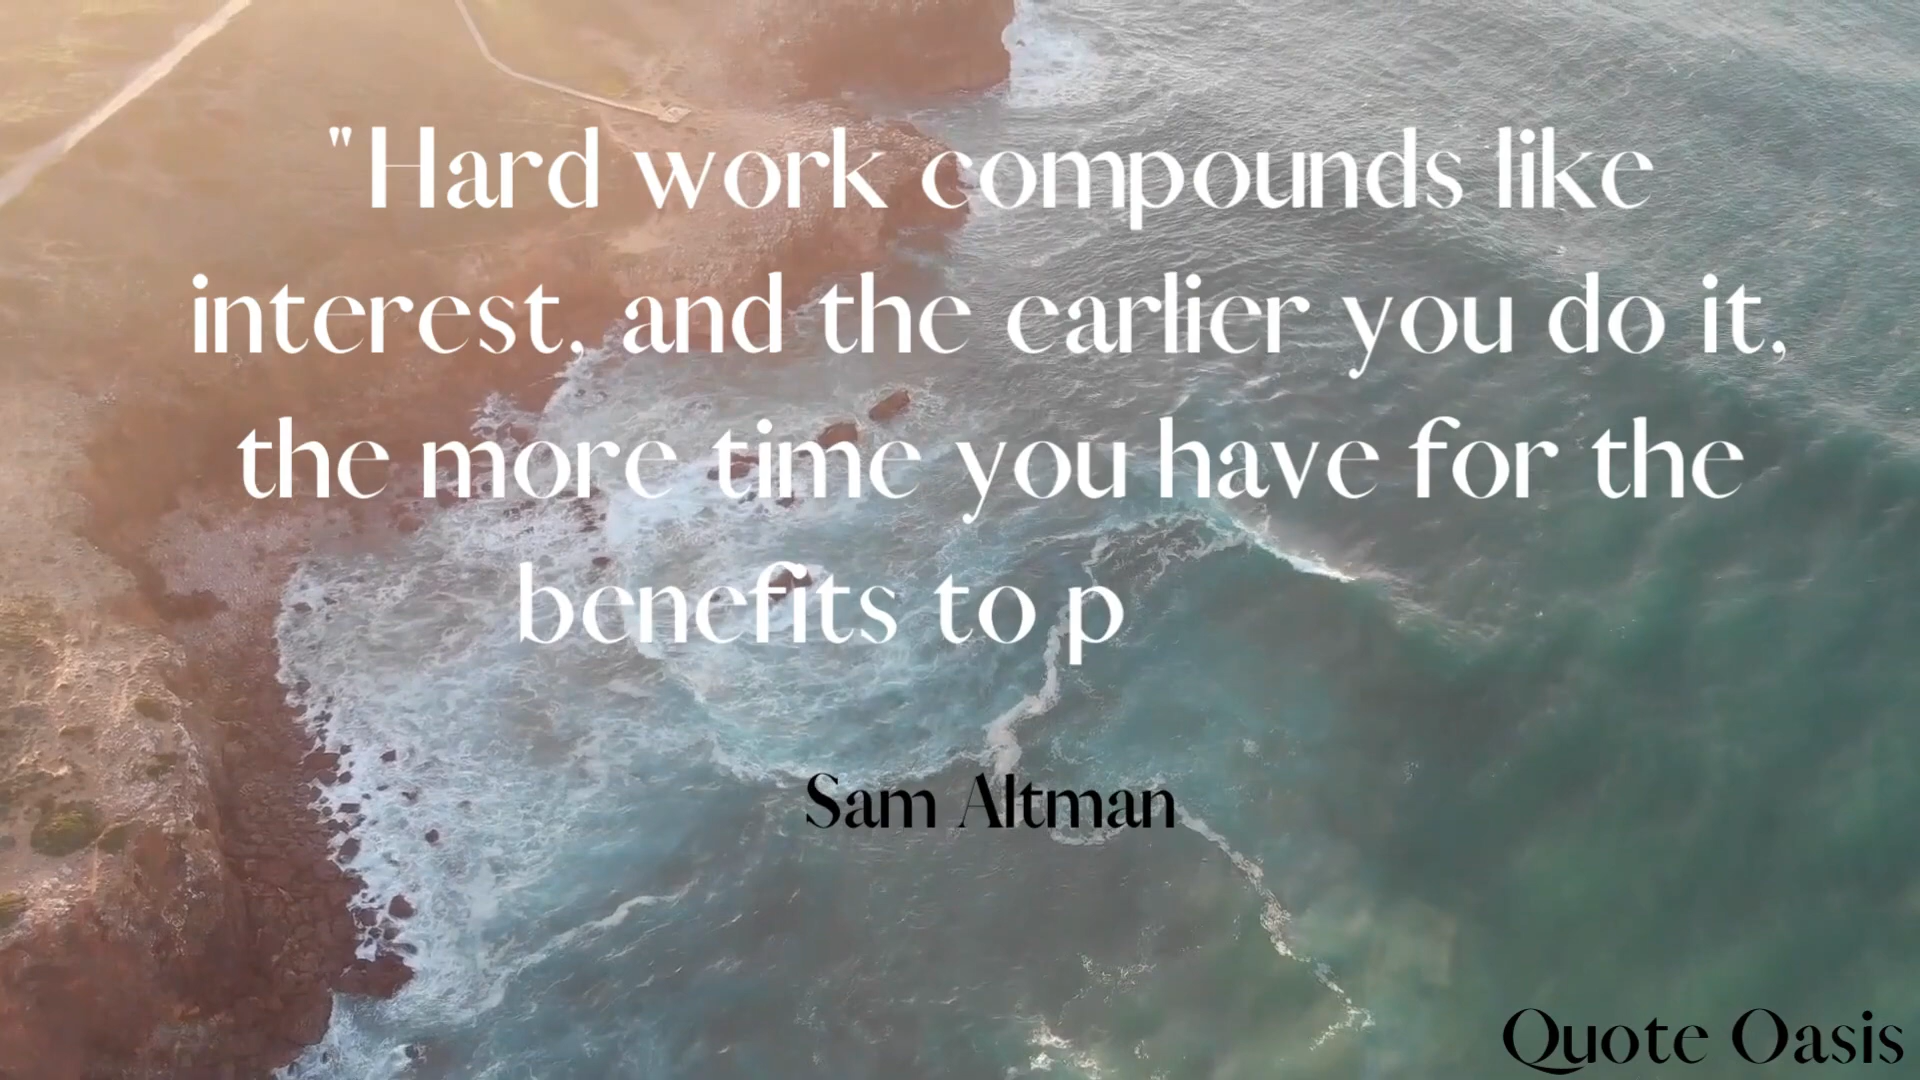 "Hard work compounds like
interest, and the earlier you do it,
the more time you have for the
benefits to p
Sam Altman
Quote Oasis